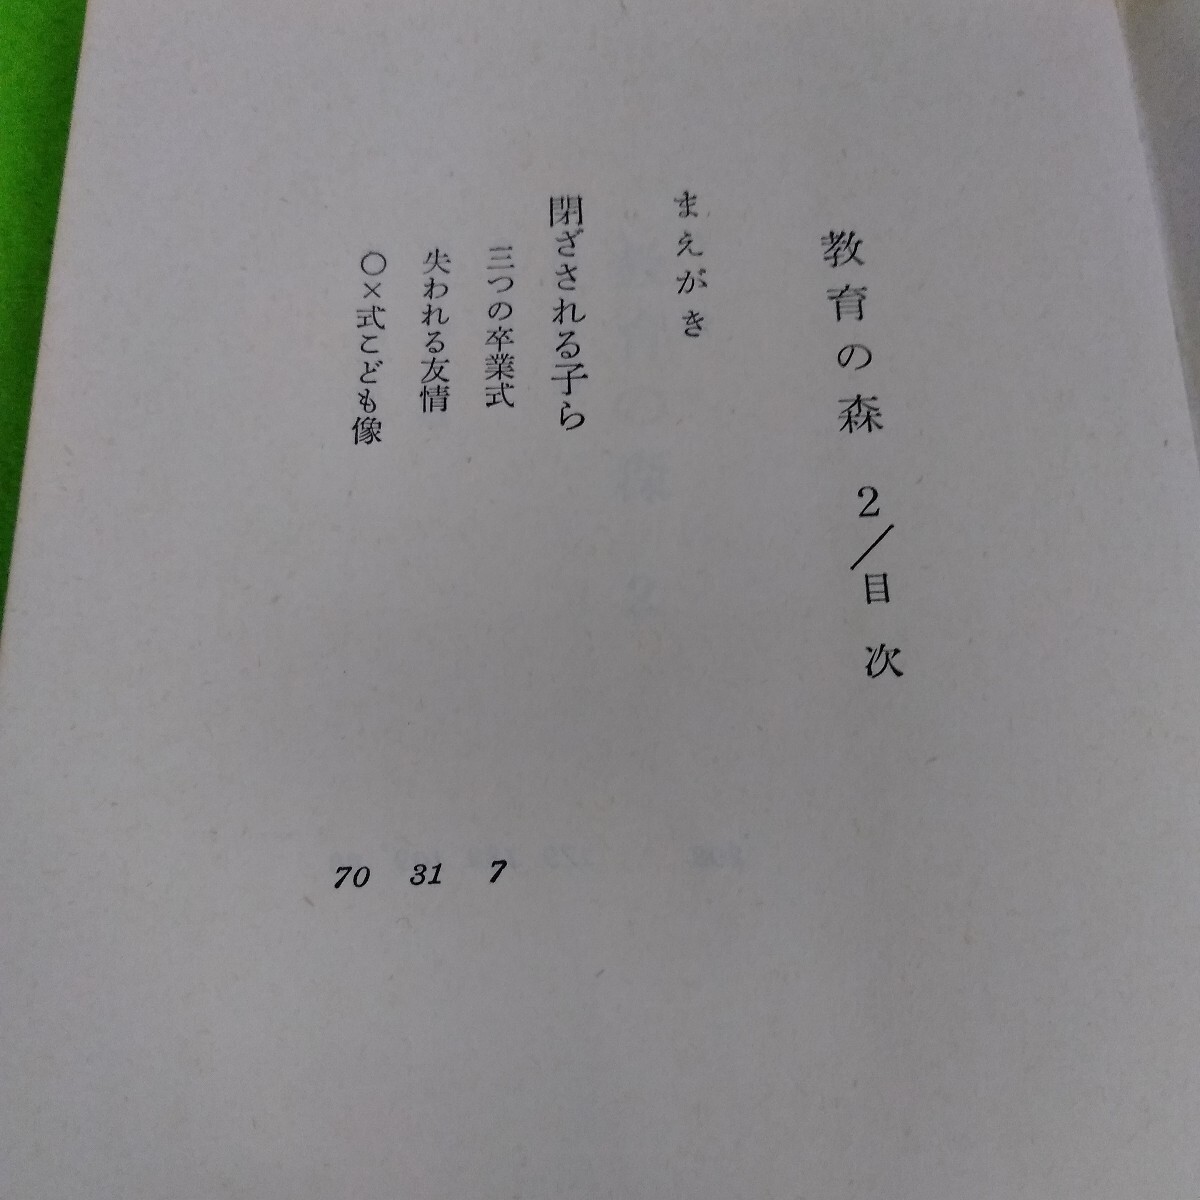 教育の森 2/目次
まえがき
閉ざされる子ら
三つの卒業式 7
失われる友情 31
〇×式こども像 70